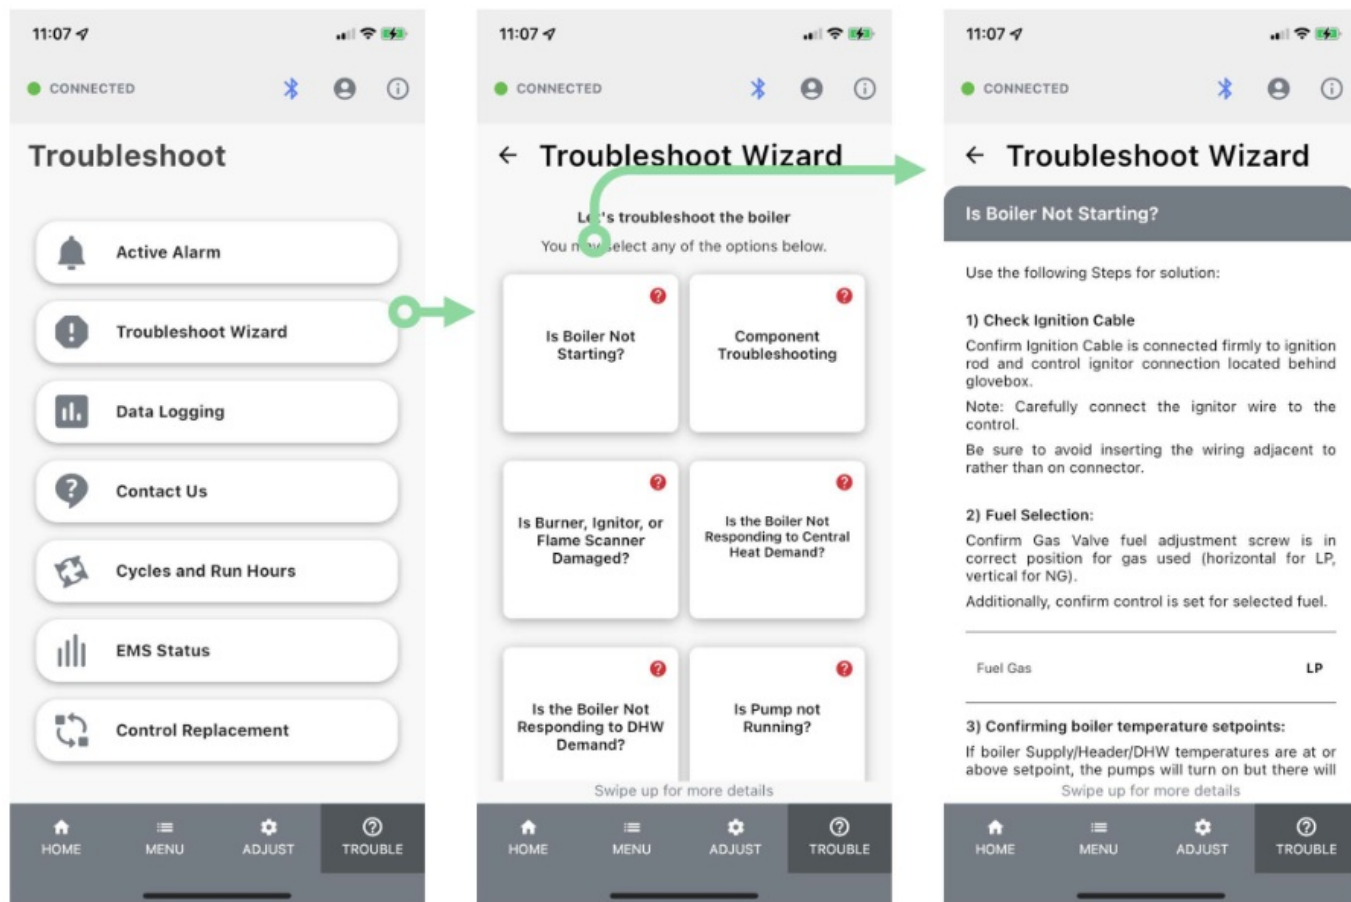 11:07
CONNECTED
Troubleshoot
Active Alarm
Troubleshoot Wizard
Data Logging
Contact Us
Cycles and Run Hours
EMS Status
Control Replacement
HOME
MENU
ADJUST
TROUBLE
11:07
CONNECTED
Troubleshoot Wizard
Let's troubleshoot the boiler
You may select any of the options below.
Is Boiler Not
Starting?
Component
Troubleshooting
Is Burner, Ignitor, or
Flame Scanner
Damaged?
Is the Boiler Not
Responding to Central
Heat Demand?
Is the Boiler Not
Responding to DHW
Demand?
Is Pump not
Running?
Swipe up for more details
HOME
MENU
ADJUST
TROUBLE
11:07
CONNECTED
Troubleshoot Wizard
Is Boiler Not Starting?
Use the following Steps for solution:
1) Check Ignition Cable
Confirm Ignition Cable is connected firmly to ignition
rod and control ignitor connection located behind
glovebox.
Note: Carefully connect the ignitor wire to the
control.
Be sure to avoid inserting the wiring adjacent to
rather than on connector.
2) Fuel Selection:
Confirm Gas Valve fuel adjustment screw is in
correct position for gas used (horizontal for LP,
vertical for NG).
Additionally, confirm control is set for selected fuel.
Fuel Gas LP
3) Confirming boiler temperature setpoints:
If boiler Supply/Header/DHW temperatures are at or
above setpoint, the pumps will turn on but there will
Swipe up for more details
HOME
MENU
ADJUST
TROUBLE